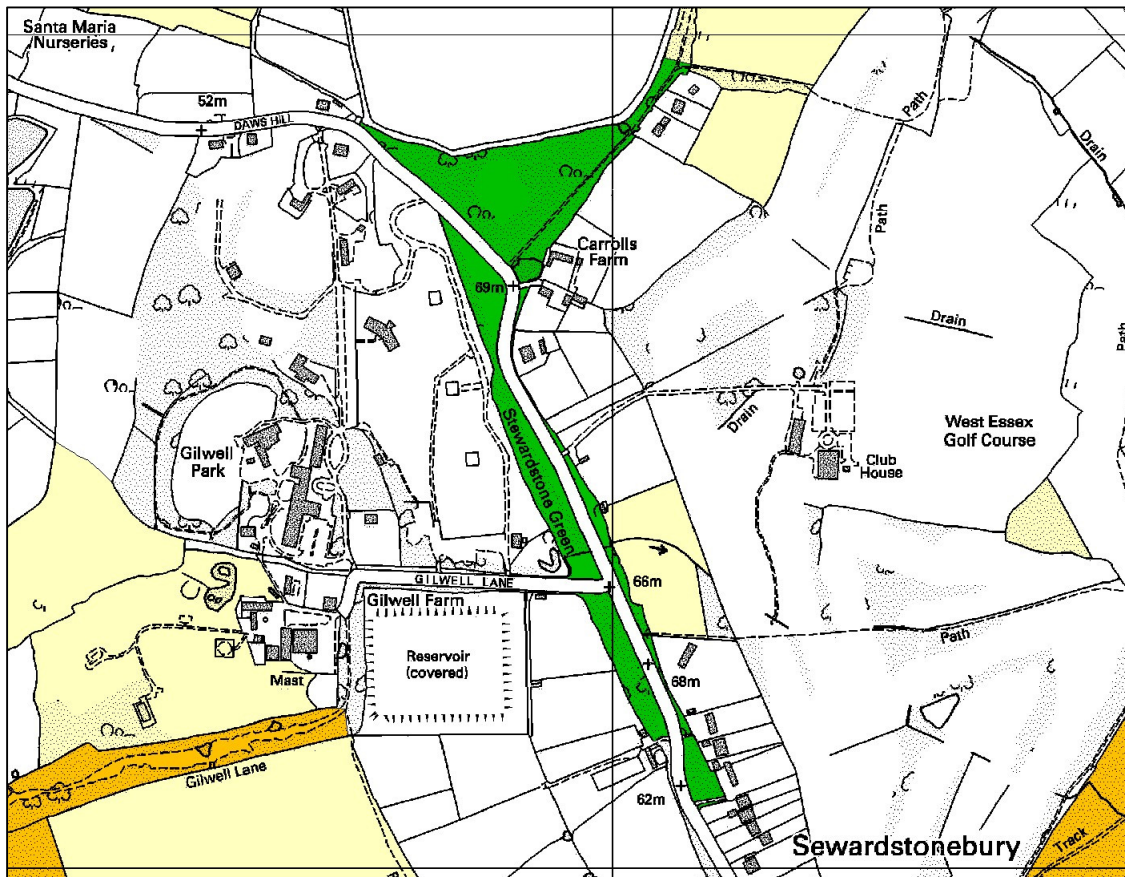 Santa Maria
Nurseries
52m
DAWS HILL
Path
Drain
Path
Carrolls
Farm
69m
Drain
Path
Stewardstone Green
Drain
West Essex
Golf Course
Gilwell
Park
Club
House
GILWELL LANE
66m
Gilwell Farm
Reservoir
(covered)
Path
Mast
68m
Gilwell Lane
62m
Sewardstonebury
Track